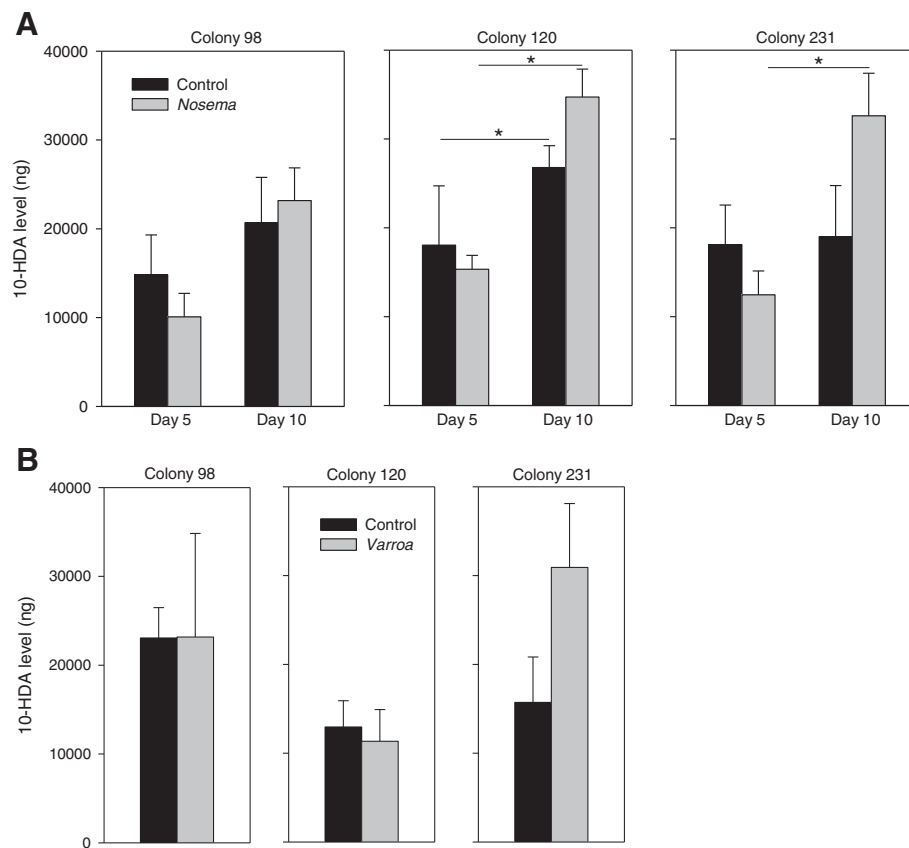 A
Colony 98
Colony 120
Colony 231
40000
30000
20000
10000
0
10-HDA level (ng)
Control
Nosema
*
*
*
Day 5
Day 10
Day 5
Day 10
Day 5
Day 10
B
Colony 98
Colony 120
Colony 231
40000
30000
20000
10000
0
10-HDA level (ng)
Control
Varroa